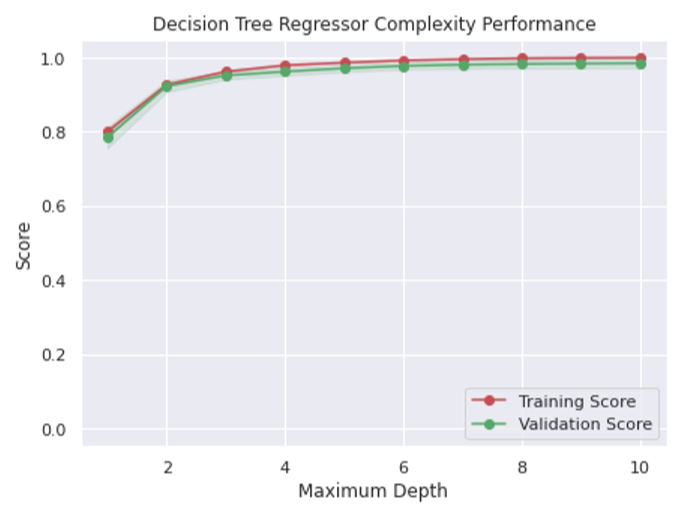 Decision Tree Regressor Complexity Performance
1.0
0.8
0.6
0.4
0.2
0.0
Score
Training Score
Validation Score
2 4 6 8 10
Maximum Depth